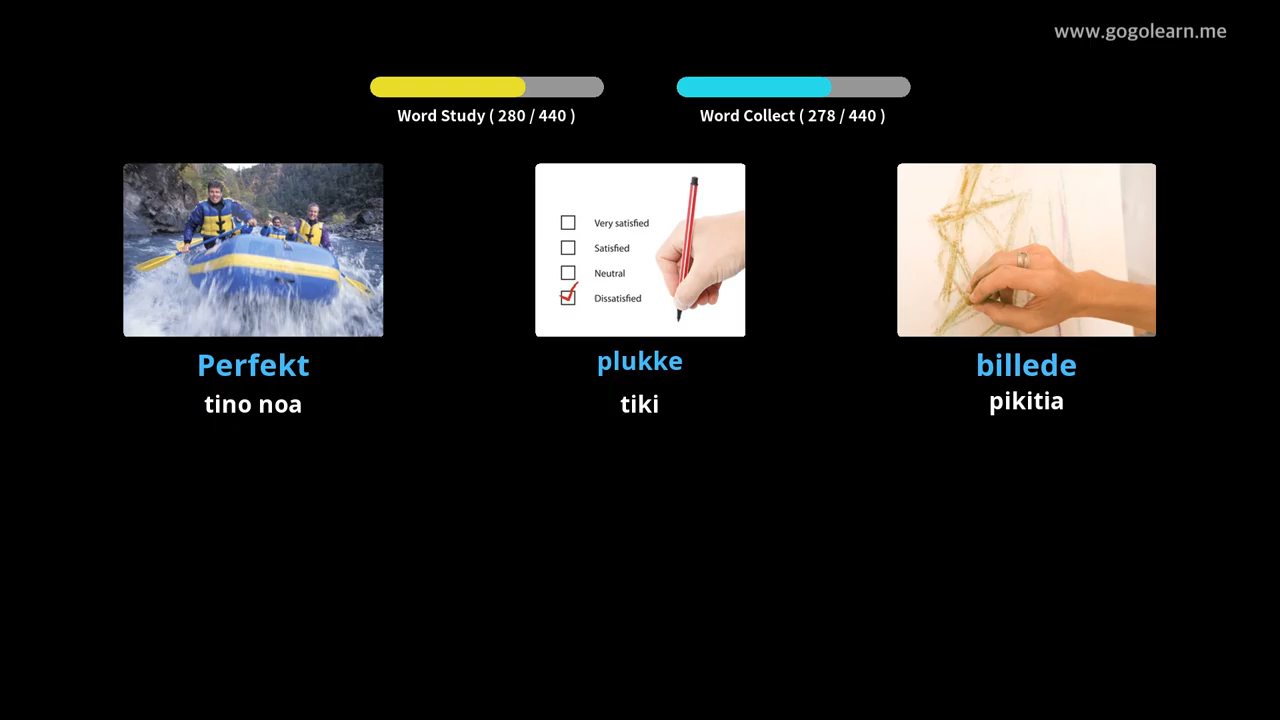 www.gogolearn.me
Word Study ( 280 / 440 )
Word Collect ( 278 / 440 )
Very satisfied
Satisfied
Neutral
Dissatisfied
Perfekt
plukke
billede
tino noa
tiki
pikitia